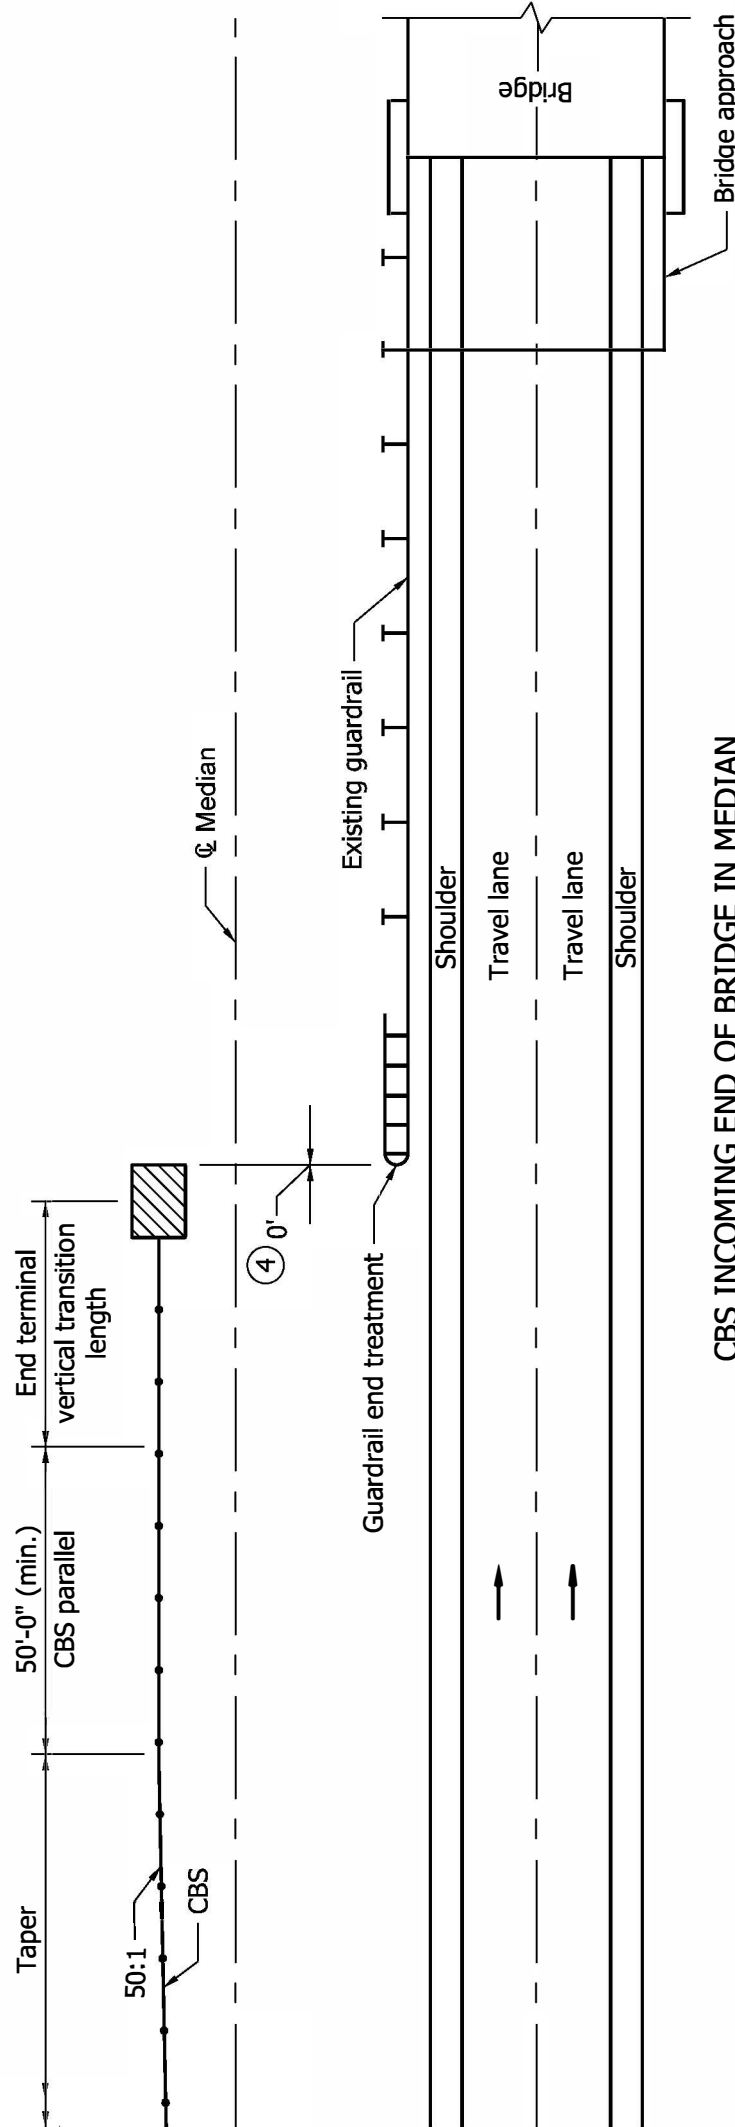 Bridge
Bridge approach
℄ Median
Existing guardrail
Shoulder
Travel lane
Travel lane
Shoulder
End terminal
vertical transition
length
4
0'
Guardrail end treatment
50'-0" (min.)
CBS parallel
Taper
50:1
CBS
CBS INCOMING END OF BRIDGE IN MEDIAN